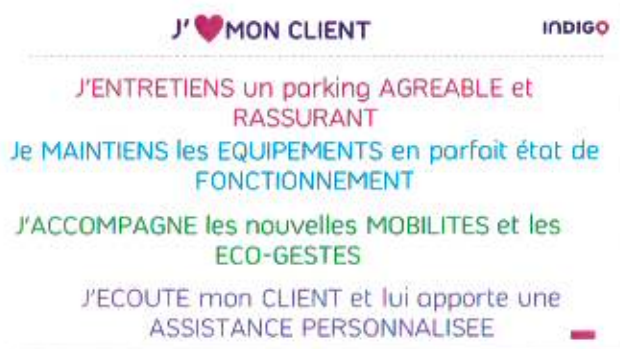 J'❤MON CLIENT
INDIGO
J'ENTRETIENS un parking AGREABLE et
RASSURANT
Je MAINTIENS les EQUIPEMENTS en parfait état de
FONCTIONNEMENT
J'ACCOMPAGNE les nouvelles MOBILITES et les
ECO-GESTES
J'ECOUTE mon CLIENT et lui apporte une
ASSISTANCE PERSONNALISEE